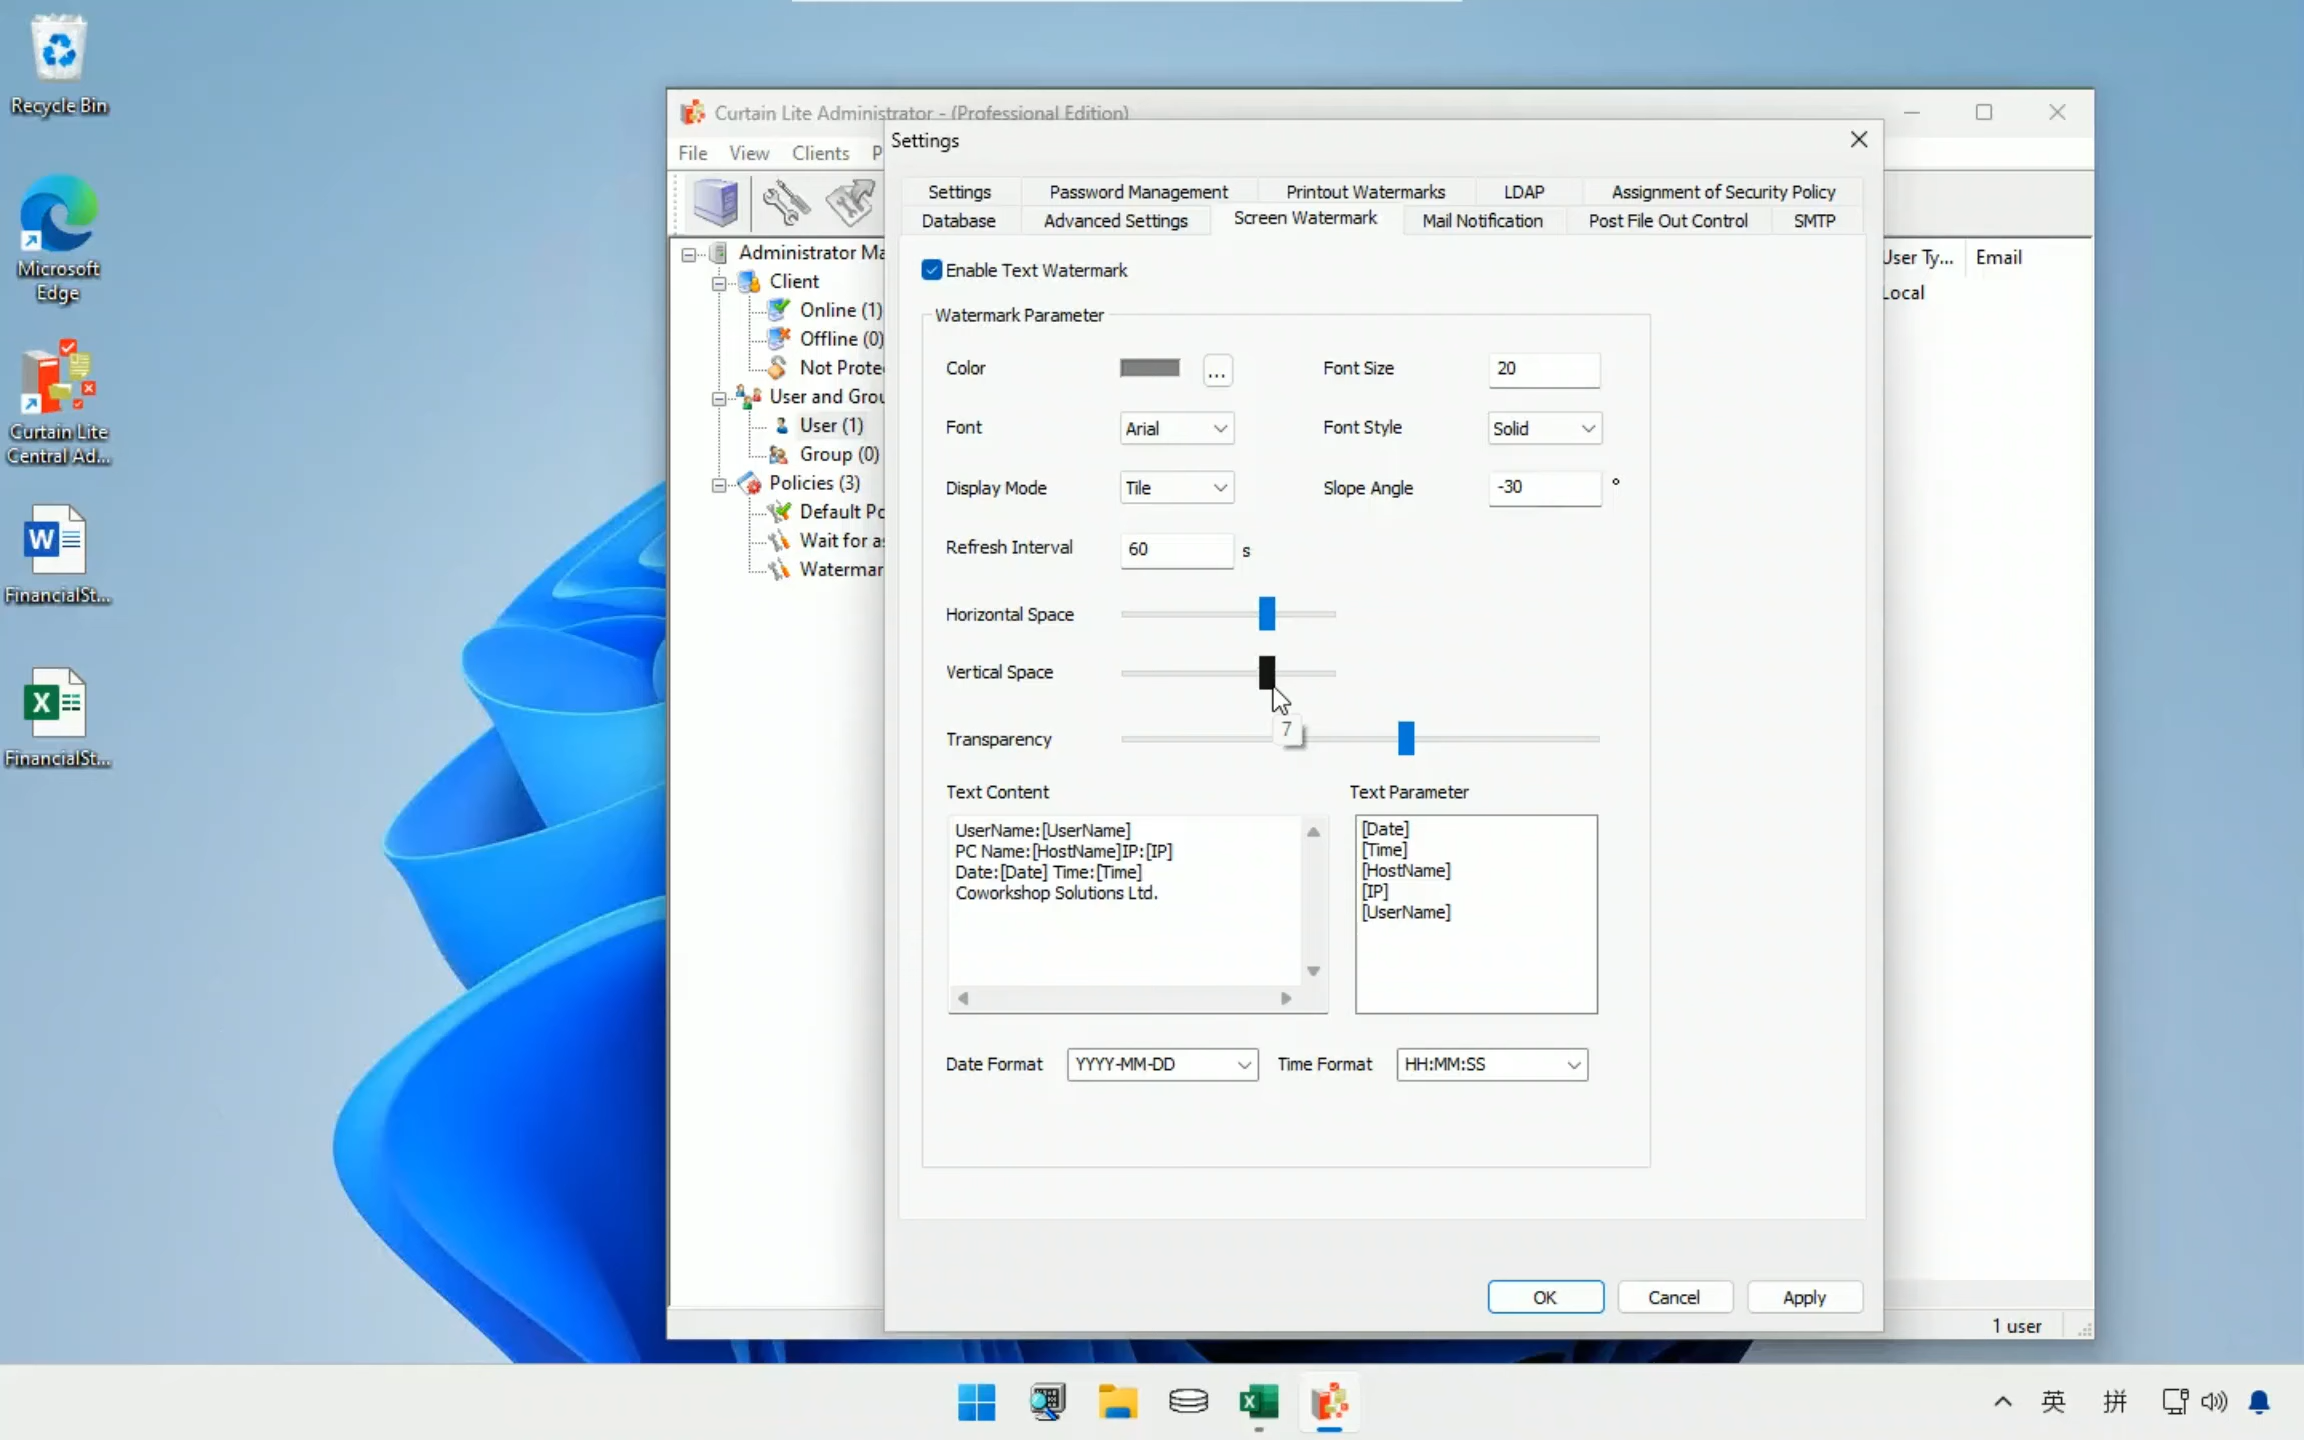 Recycle Bin
Microsoft
Edge
Curtain Lite
Central Ad...
FinancialSt...
FinancialSt...
Curtain Lite Administrator - (Professional Edition)
File View Clients P
Administrator Ma
Client
Online (1)
Offline (0)
Not Prote
User and Grou
User (1)
Group (0)
Policies (3)
Default Po
Wait for a
Watermar
User Ty... Email
Local
1 user
Settings
Settings Password Management Printout Watermarks LDAP Assignment of Security Policy
Database Advanced Settings Screen Watermark Mail Notification Post File Out Control SMTP
Enable Text Watermark
Watermark Parameter
Color ... Font Size 20
Font Arial Font Style Solid
Display Mode Tile Slope Angle -30 °
Refresh Interval 60 s
Horizontal Space
Vertical Space
7
Transparency
Text Content
UserName:[UserName]
PC Name:[HostName]IP:[IP]
Date:[Date] Time:[Time]
Coworkshop Solutions Ltd.
Text Parameter
[Date]
[Time]
[HostName]
[IP]
[UserName]
Date Format YYYY-MM-DD Time Format HH:MM:SS
OK Cancel Apply
英 拼